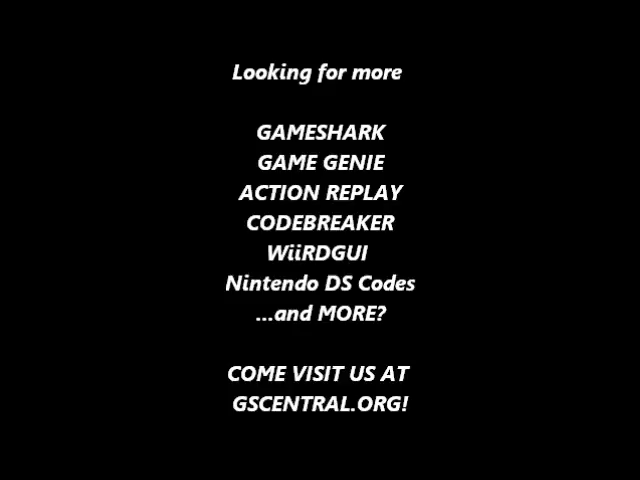 Looking for more
GAMESHARK
GAME GENIE
ACTION REPLAY
CODEBREAKER
WiiRDGUI
Nintendo DS Codes
...and MORE?
COME VISIT US AT
GSCENTRAL.ORG!